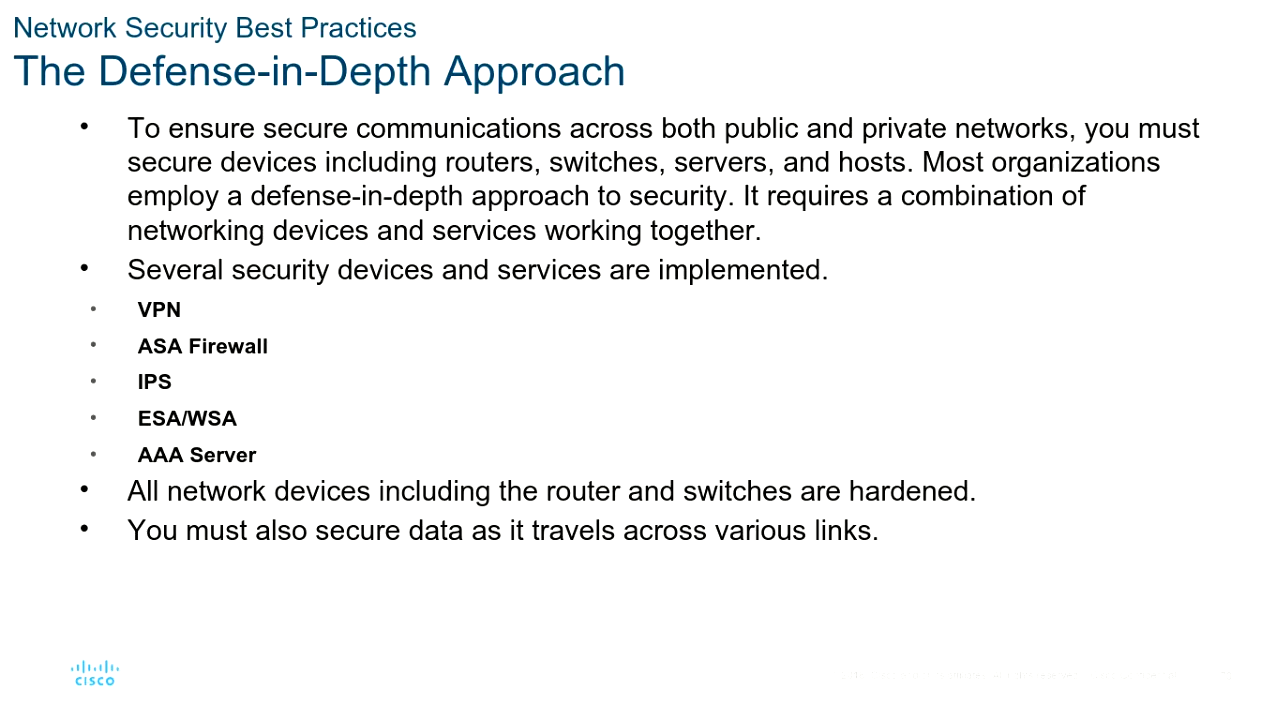 Network Security Best Practices
The Defense-in-Depth Approach
• To ensure secure communications across both public and private networks, you must
secure devices including routers, switches, servers, and hosts. Most organizations
employ a defense-in-depth approach to security. It requires a combination of
networking devices and services working together.
• Several security devices and services are implemented.
• VPN
• ASA Firewall
• IPS
• ESA/WSA
• AAA Server
• All network devices including the router and switches are hardened.
• You must also secure data as it travels across various links.
CISCO